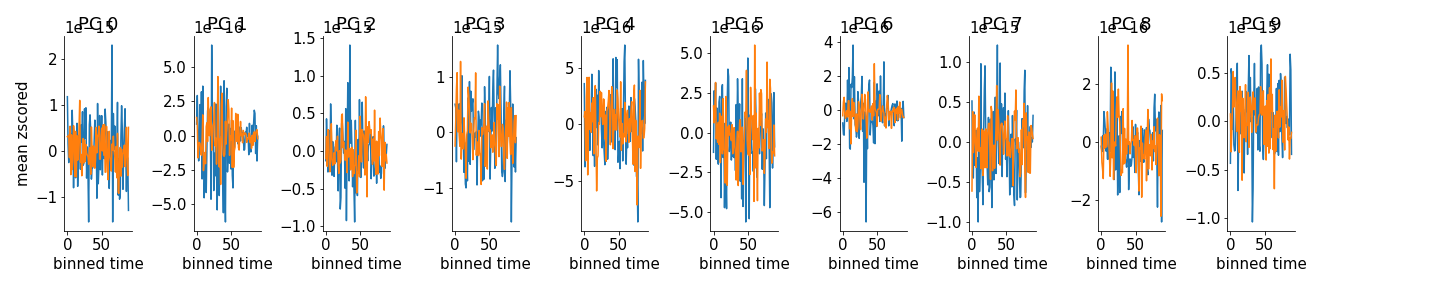 PC 0
1e−15
2
1
0
−1
0 50
binned time
mean zscored
PC 1
1e−16
5.0
2.5
0.0
−2.5
−5.0
0 50
binned time
PC 2
1e−15
1.5
1.0
0.5
0.0
−0.5
−1.0
0 50
binned time
PC 3
1e−15
1
0
−1
0 50
binned time
PC 4
1e−16
5
0
−5
0 50
binned time
PC 5
1e−16
5.0
2.5
0.0
−2.5
−5.0
0 50
binned time
PC 6
1e−16
4
2
0
−2
−4
−6
0 50
binned time
PC 7
1e−15
1.0
0.5
0.0
−0.5
−1.0
0 50
binned time
PC 8
1e−16
2
0
−2
0 50
binned time
PC 9
1e−15
0.5
0.0
−0.5
−1.0
0 50
binned time